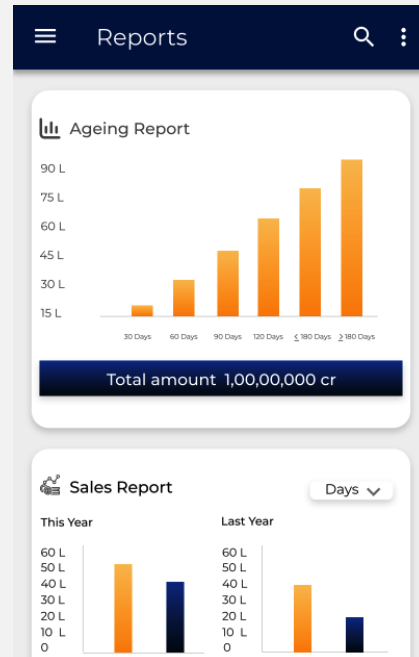 Reports
Ageing Report
90 L
75 L
60 L
45 L
30 L
15 L
30 Days 60 Days 90 Days 120 Days ≤ 180 Days ≥ 180 Days
Total amount 1,00,00,000 cr
Sales Report
Days
This Year
60 L
50 L
40 L
30 L
20 L
10 L
0
Last Year
60 L
50 L
40 L
30 L
20 L
10 L
0